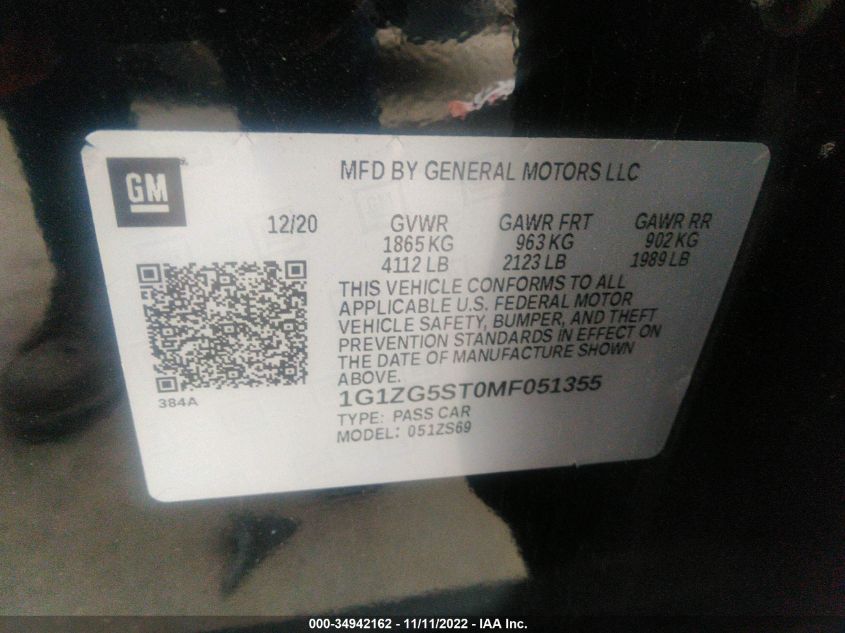 GM
MFD BY GENERAL MOTORS LLC
12/20 GVWR GAWR FRT GAWR RR
1865 KG 963 KG 902 KG
4112 LB 2123 LB 1989 LB
THIS VEHICLE CONFORMS TO ALL
APPLICABLE U.S. FEDERAL MOTOR
VEHICLE SAFETY, BUMPER, AND THEFT
PREVENTION STANDARDS IN EFFECT ON
THE DATE OF MANUFACTURE SHOWN
ABOVE.
384A
1G1ZG5ST0MF051355
TYPE: PASS CAR
MODEL: 051ZS69
000-34942162 - 11/11/2022 - IAA Inc.